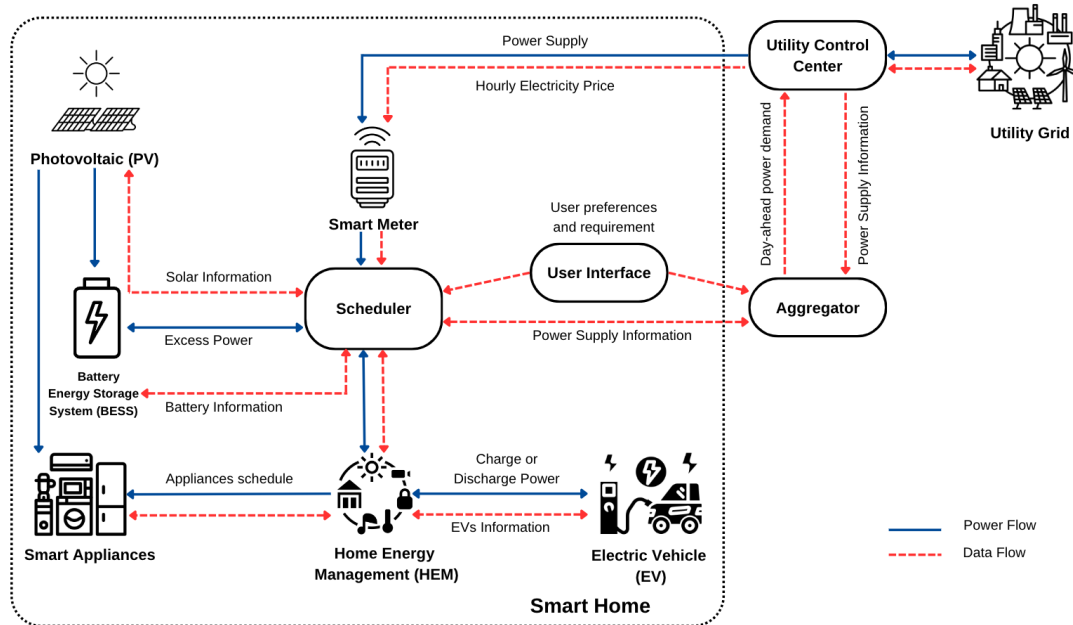 Power Supply
Hourly Electricity Price
Utility Control
Center
Utility Grid
Photovoltaic (PV)
Smart Meter
Day-ahead power demand
Power Supply Information
User preferences
and requirement
User Interface
Solar Information
Scheduler
Aggregator
Excess Power
Power Supply Information
Battery
Energy Storage
System (BESS)
Battery Information
Appliances schedule
Charge or
Discharge Power
EVs Information
Smart Appliances
Home Energy
Management (HEM)
Electric Vehicle
(EV)
Smart Home
Power Flow
Data Flow